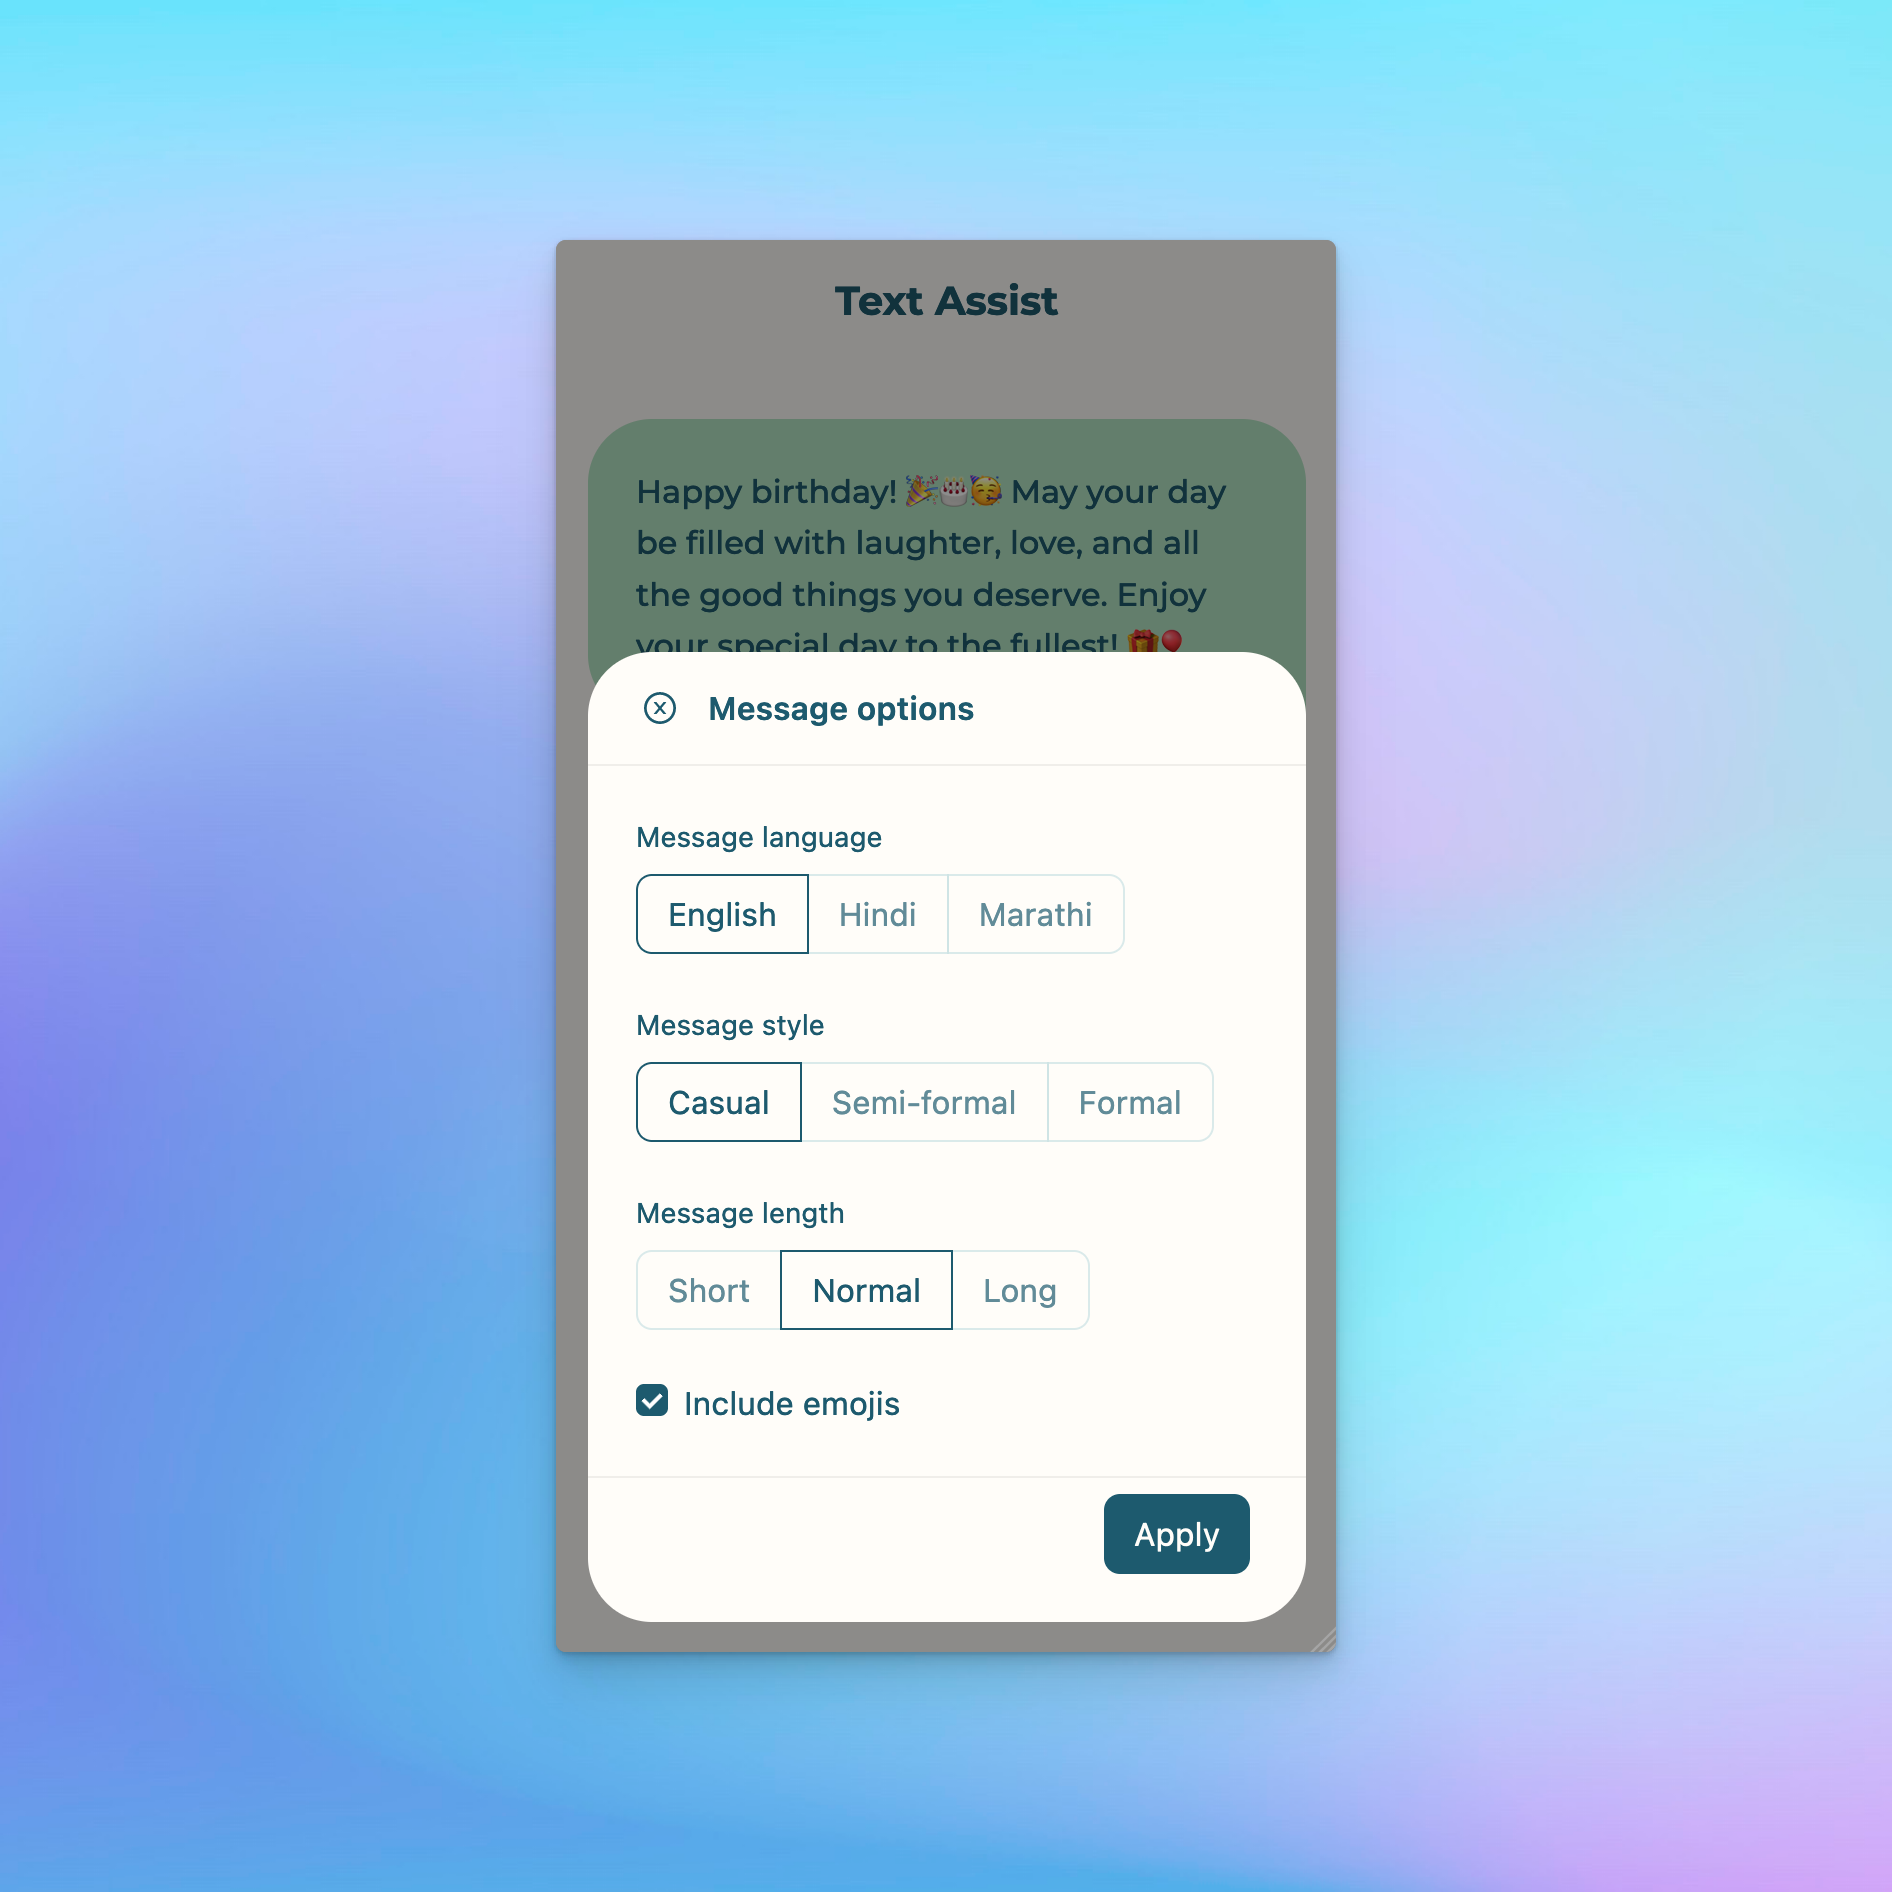 Text Assist
Happy birthday! 🎉🎂🥳 May your day
be filled with laughter, love, and all
the good things you deserve. Enjoy
your special day to the fullest! 🎁🎈
Message options
Message language
English Hindi Marathi
Message style
Casual Semi-formal Formal
Message length
Short Normal Long
Include emojis
Apply